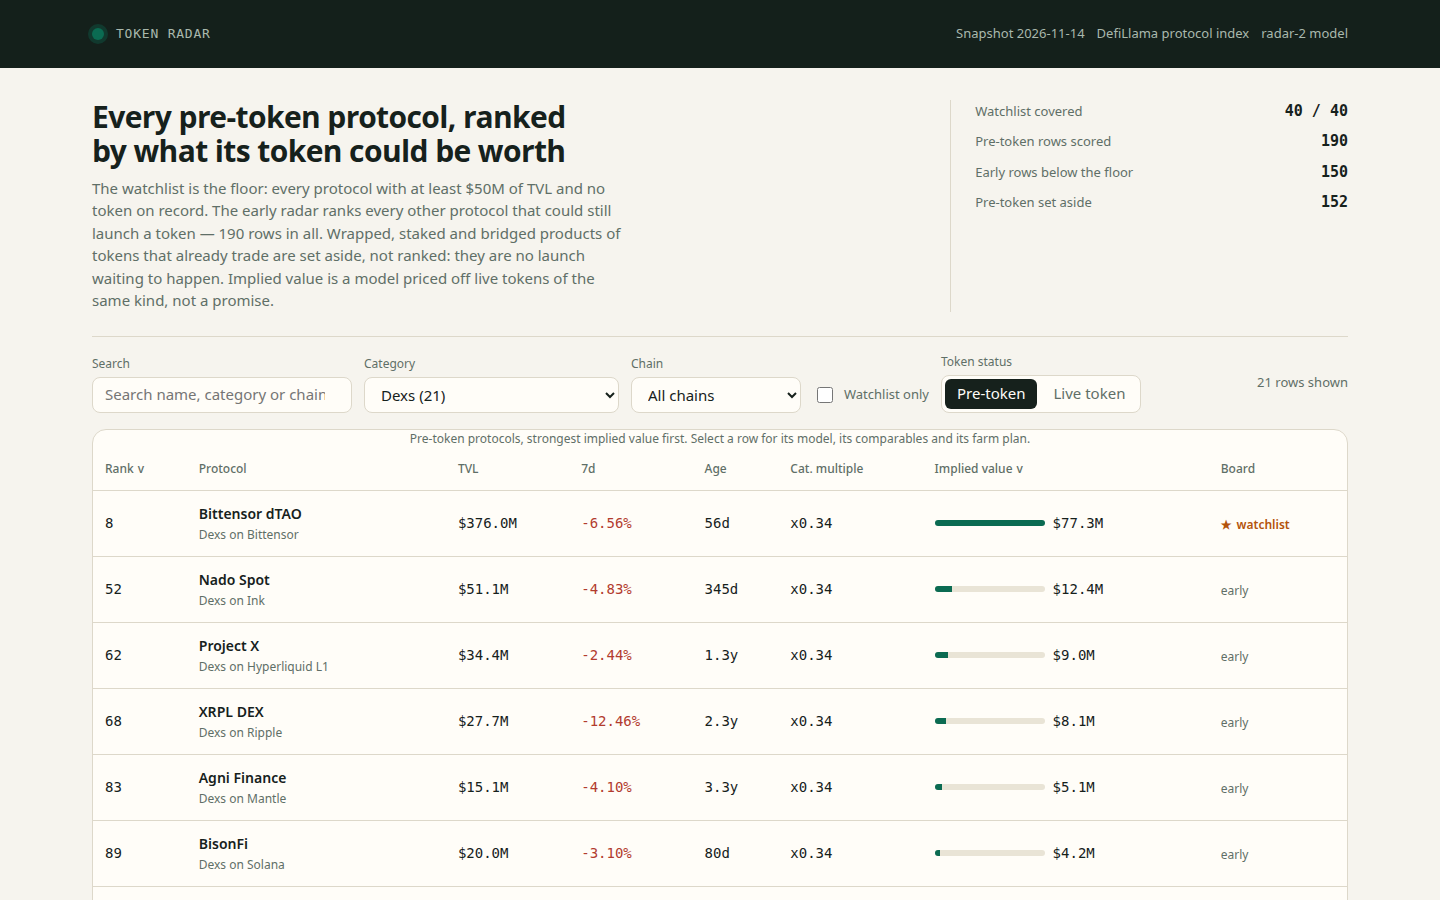 TOKEN RADAR
Snapshot 2026-11-14 DefiLlama protocol index radar-2 model
Every pre-token protocol, ranked
by what its token could be worth
The watchlist is the floor: every protocol with at least $50M of TVL and no
token on record. The early radar ranks every other protocol that could still
launch a token — 190 rows in all. Wrapped, staked and bridged products of
tokens that already trade are set aside, not ranked: they are no launch
waiting to happen. Implied value is a model priced off live tokens of the
same kind, not a promise.
Watchlist covered 40 / 40
Pre-token rows scored 190
Early rows below the floor 150
Pre-token set aside 152
Search Category Chain Token status
Search name, category or chain Dexs (21) All chains Watchlist only Pre-token Live token 21 rows shown
Pre-token protocols, strongest implied value first. Select a row for its model, its comparables and its farm plan.
Rank v Protocol TVL 7d Age Cat. multiple Implied value v Board
8 Bittensor dTAO $376.0M -6.56% 56d x0.34 $77.3M ★ watchlist
Dexs on Bittensor
52 Nado Spot $51.1M -4.83% 345d x0.34 $12.4M early
Dexs on Ink
62 Project X $34.4M -2.44% 1.3y x0.34 $9.0M early
Dexs on Hyperliquid L1
68 XRPL DEX $27.7M -12.46% 2.3y x0.34 $8.1M early
Dexs on Ripple
83 Agni Finance $15.1M -4.10% 3.3y x0.34 $5.1M early
Dexs on Mantle
89 BisonFi $20.0M -3.10% 80d x0.34 $4.2M early
Dexs on Solana